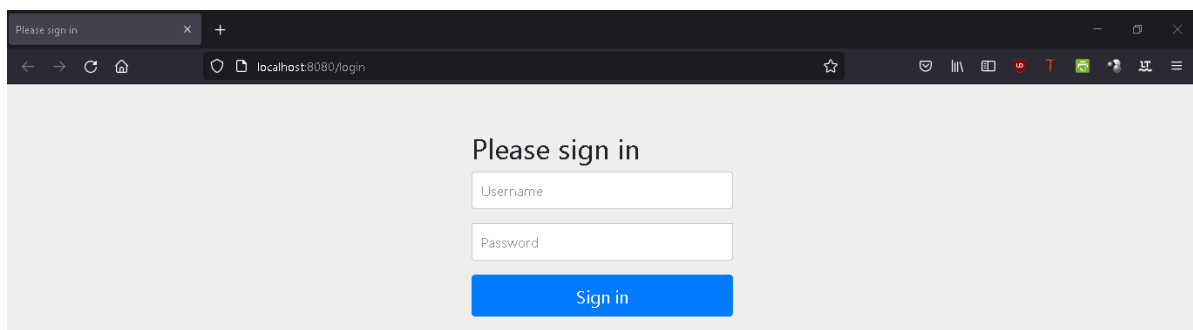 Please sign in
localhost:8080/login
Please sign in
Username
Password
Sign in